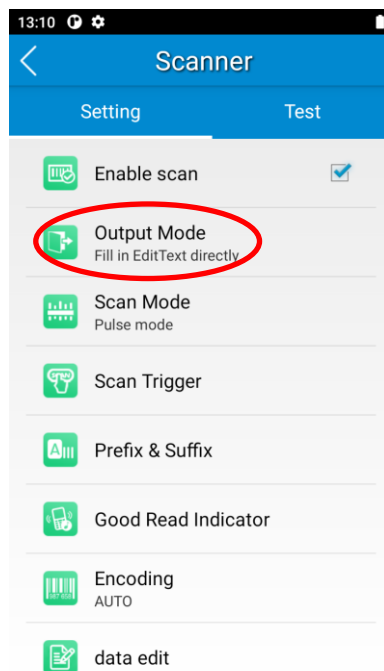 13:10
Scanner
Setting Test
Enable scan
Output Mode
Fill in EditText directly
Scan Mode
Pulse mode
Scan Trigger
Prefix & Suffix
Good Read Indicator
Encoding
AUTO
data edit